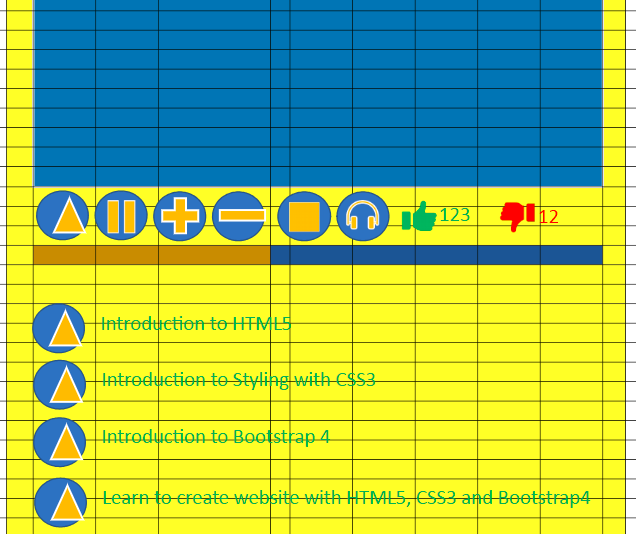 123
12
Introduction to HTML5
Introduction to Styling with CSS3
Introduction to Bootstrap 4
Learn to create website with HTML5, CSS3 and Bootstrap4